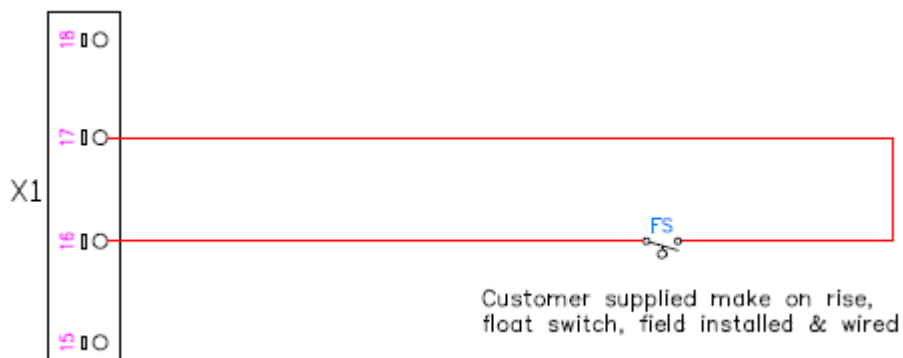 18
17
X1
FS
16
Customer supplied make on rise,
float switch, field installed & wired
15